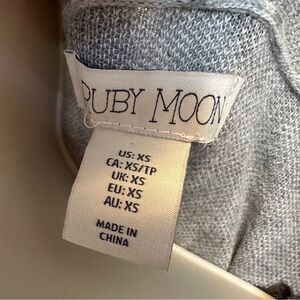 RUBY MOON
US: XS
CA: XS/TP
UK: XS
EU: XS
AU: XS
MADE IN
CHINA